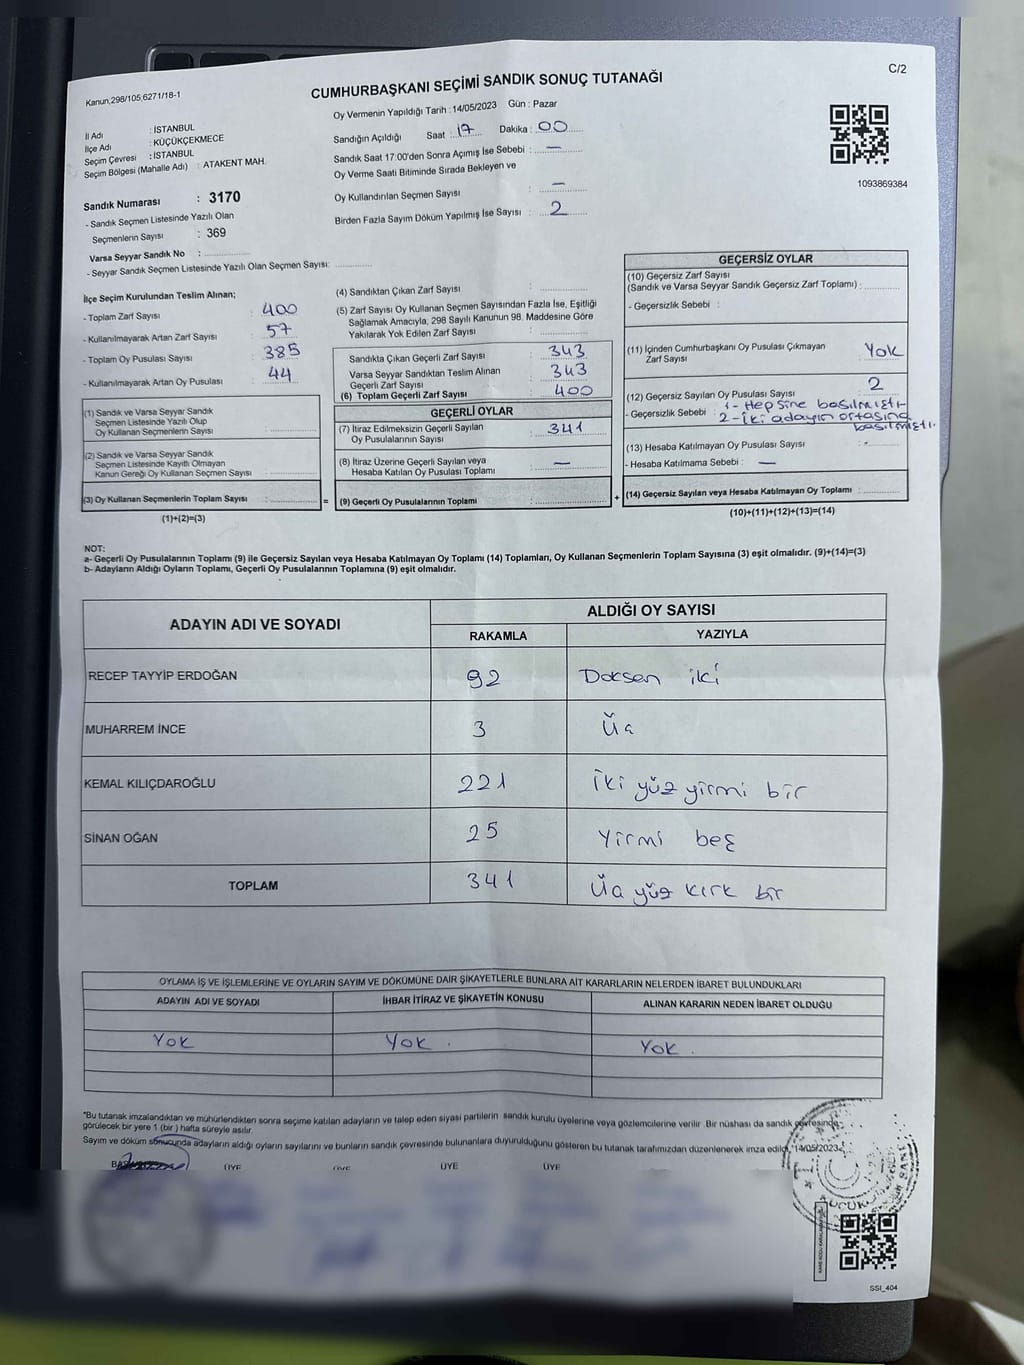 C/2
Kanun,298/105,6271/18-1
CUMHURBAŞKANI SEÇİMİ SANDIK SONUÇ TUTANAĞI
Oy Vermenin Yapıldığı Tarih : 14/05/2023 Gün : Pazar
İl Adı : İSTANBUL
İlçe Adı : KÜÇÜKÇEKMECE
Seçim Çevresi : İSTANBUL
Seçim Bölgesi (Mahalle Adı) : ATAKENT MAH.
Sandığın Açıldığı Saat : 17 Dakika : 00
Sandık Saat 17:00'den Sonra Açımış İse Sebebi : —
Oy Verme Saati Bitiminde Sırada Bekleyen ve
Oy Kullandırılan Seçmen Sayısı : —
Birden Fazla Sayım Döküm Yapılmış İse Sayısı : 2
1093869384
Sandık Numarası : 3170
- Sandık Seçmen Listesinde Yazılı Olan
Seçmenlerin Sayısı : 369
Varsa Seyyar Sandık No :
- Seyyar Sandık Seçmen Listesinde Yazılı Olan Seçmen Sayısı:
İlçe Seçim Kurulundan Teslim Alınan;
- Toplam Zarf Sayısı : 400
- Kullanılmayarak Artan Zarf Sayısı : 57
- Toplam Oy Pusulası Sayısı : 385
- Kullanılmayarak Artan Oy Pusulası : 44
(1) Sandık ve Varsa Seyyar Sandık
Seçmen Listesinde Yazılı Olup
Oy Kullanan Seçmenlerin Sayısı :
(2) Sandık ve Varsa Seyyar Sandık
Seçmen Listesinde Kayıtlı Olmayan
Kanun Gereği Oy Kullanan Seçmen Sayısı :
(3) Oy Kullanan Seçmenlerin Toplam Sayısı : =
(1)+(2)=(3)
(4) Sandıktan Çıkan Zarf Sayısı :
(5) Zarf Sayısı Oy Kullanan Seçmen Sayısından Fazla İse, Eşitliği
Sağlamak Amacıyla, 298 Sayılı Kanunun 98. Maddesine Göre
Yakılarak Yok Edilen Zarf Sayısı :
Sandıkta Çıkan Geçerli Zarf Sayısı : 343
Varsa Seyyar Sandıktan Teslim Alınan
Geçerli Zarf Sayısı : 343
(6) Toplam Geçerli Zarf Sayısı : 400
GEÇERLİ OYLAR
(7) İtiraz Edilmeksizin Geçerli Sayılan
Oy Pusulalarının Sayısı : 341
(8) İtiraz Üzerine Geçerli Sayılan veya
Hesaba Katılan Oy Pusulası Toplamı : —
(9) Geçerli Oy Pusulalarının Toplamı : +
GEÇERSİZ OYLAR
(10) Geçersiz Zarf Sayısı
(Sandık ve Varsa Seyyar Sandık Geçersiz Zarf Toplamı) :
- Geçersizlik Sebebi :
(11) İçinden Cumhurbaşkanı Oy Pusulası Çıkmayan
Zarf Sayısı : Yok
(12) Geçersiz Sayılan Oy Pusulası Sayısı : 2
- Geçersizlik Sebebi : 1- Hepsine basılmıştı
2- İki adayın ortasına
basılmıştı.
(13) Hesaba Katılmayan Oy Pusulası Sayısı : -
- Hesaba Katılmama Sebebi : —
(14) Geçersiz Sayılan veya Hesaba Katılmayan Oy Toplamı :
(10)+(11)+(12)+(13)=(14)
NOT:
a- Geçerli Oy Pusulalarının Toplamı (9) ile Geçersiz Sayılan veya Hesaba Katılmayan Oy Toplamı (14) Toplamları, Oy Kullanan Seçmenlerin Toplam Sayısına (3) eşit olmalıdır. (9)+(14)=(3)
b- Adayların Aldığı Oyların Toplamı, Geçerli Oy Pusulalarının Toplamına (9) eşit olmalıdır.
ADAYIN ADI VE SOYADI ALDIĞI OY SAYISI
RAKAMLA YAZIYLA
RECEP TAYYİP ERDOĞAN 92 Doksan iki
MUHARREM İNCE 3 Üç
KEMAL KILIÇDAROĞLU 221 İki yüz yirmi bir
SİNAN OĞAN 25 Yirmi beş
TOPLAM 341 Üç yüz kırk bir
OYLAMA İŞ VE İŞLEMLERİNE VE OYLARIN SAYIM VE DÖKÜMÜNE DAİR ŞİKAYETLERLE BUNLARA AİT KARARLARIN NELERDEN İBARET BULUNDUKLARI
ADAYIN ADI VE SOYADI İHBAR İTİRAZ VE ŞİKAYETİN KONUSU ALINAN KARARIN NEDEN İBARET OLDUĞU
Yok Yok . Yok .
*Bu tutanak imzalandıktan ve mühürlendikten sonra seçime katılan adayların ve talep eden siyasi partilerin sandık kurulu üyelerine veya gözlemcilerine verilir. Bir nüshası da sandık çevresinde
görülecek bir yere 1 (bir ) hafta süreyle asılır.
Sayım ve döküm sonucunda adayların aldığı oyların sayılarını ve bunların sandık çevresinde bulunanlara duyurulduğunu gösteren bu tutanak tarafımızdan düzenlenerek imza edildi. 14/05/2023
ÜYE ÜYE ÜYE ÜYE
SSİ_404